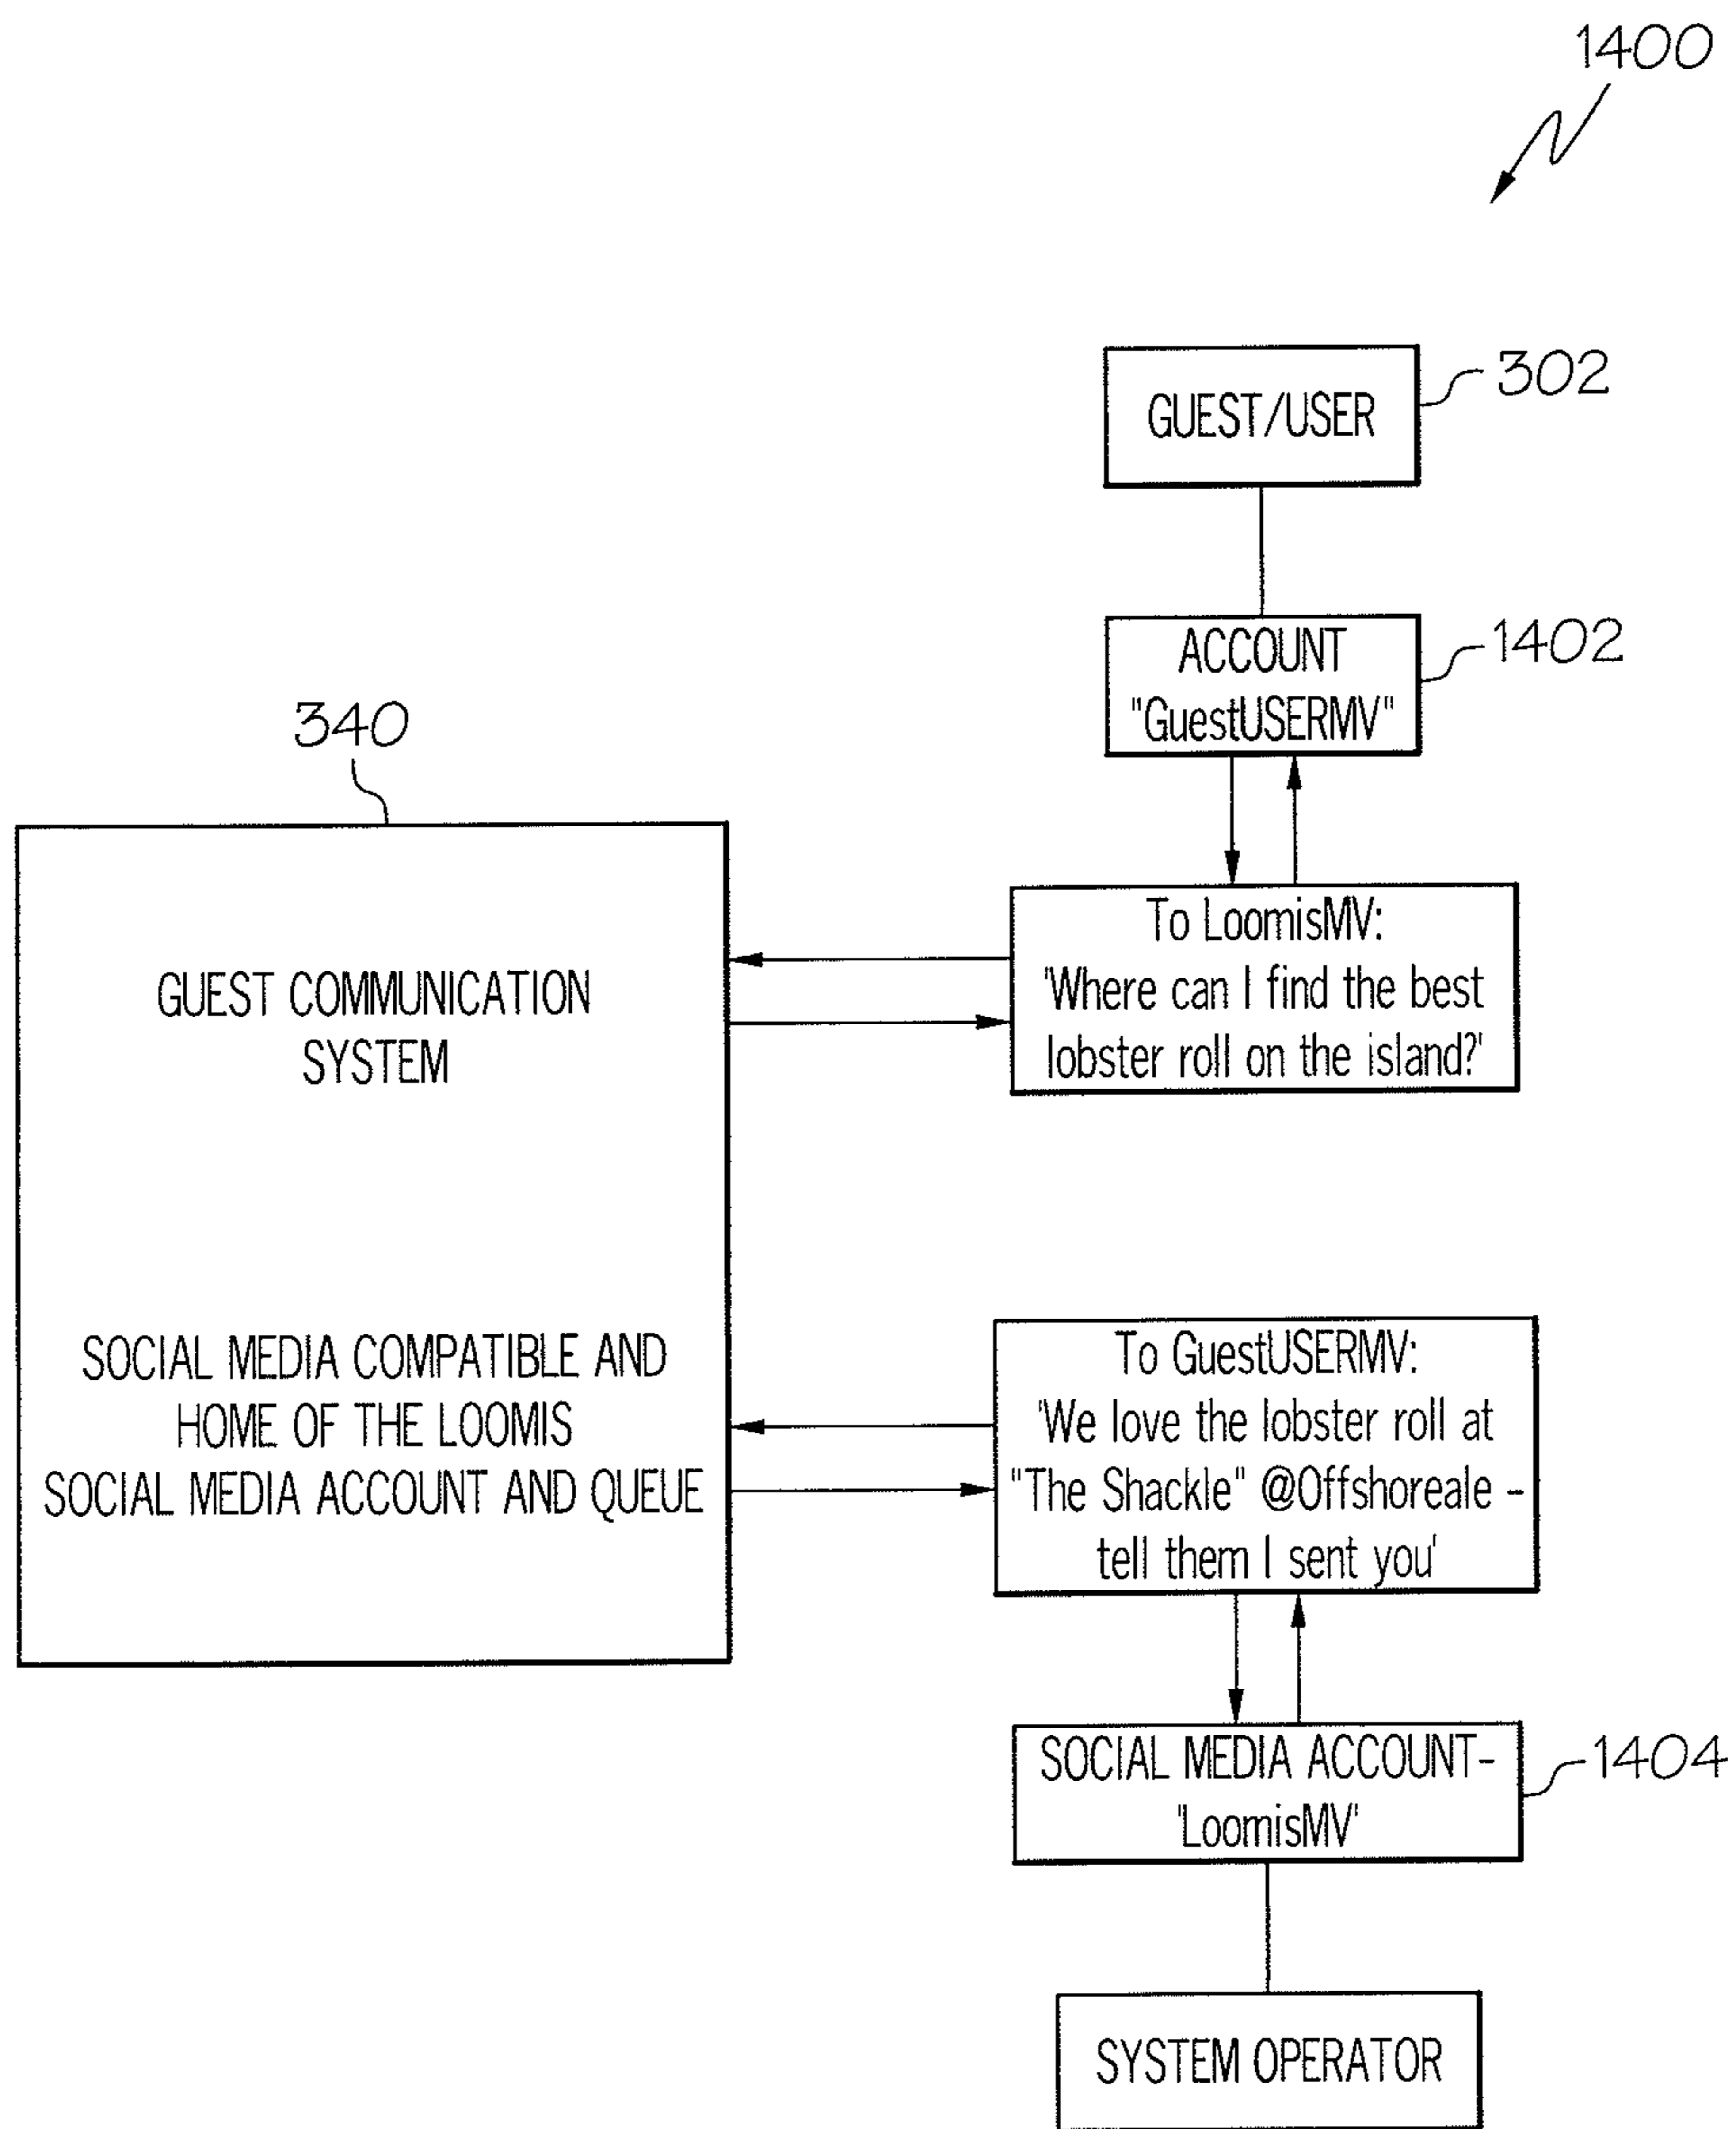 1400
GUEST/USER
302
ACCOUNT
"GuestUSERMV"
1402
340
GUEST COMMUNICATION
SYSTEM
SOCIAL MEDIA COMPATIBLE AND
HOME OF THE LOOMIS
SOCIAL MEDIA ACCOUNT AND QUEUE
To LoomisMV:
'Where can I find the best
lobster roll on the island?'
To GuestUSERMV:
'We love the lobster roll at
"The Shackle" @Offshoreale -
tell them I sent you'
SOCIAL MEDIA ACCOUNT-
'LoomisMV'
1404
SYSTEM OPERATOR